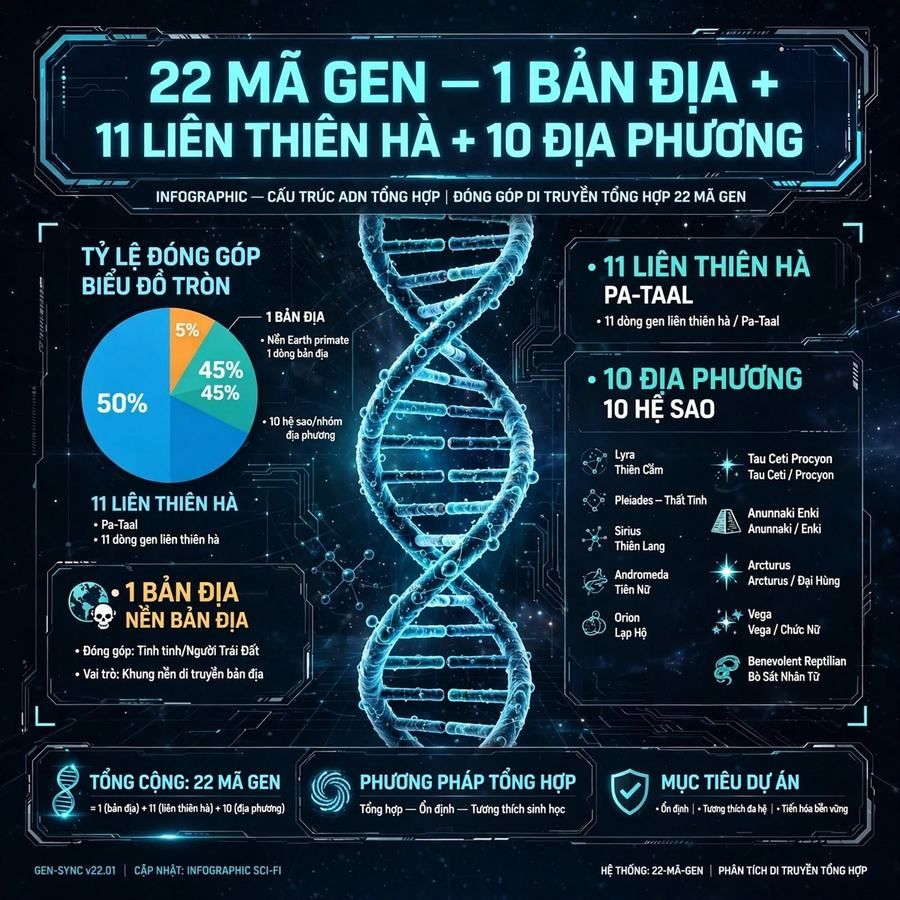 22 MÃ GEN – 1 BẢN ĐỊA +
11 LIÊN THIÊN HÀ + 10 ĐỊA PHƯƠNG
INFOGRAPHIC — CẤU TRÚC ADN TỔNG HỢP | ĐÓNG GÓP DI TRUYỀN TỔNG HỢP 22 MÃ GEN
TỶ LỆ ĐÓNG GÓP
BIỂU ĐỒ TRÒN
5%
45%
45%
50%
1 BẢN ĐỊA
• Nền Earth primate
1 dòng bản địa
• 10 hệ sao/nhóm
địa phương
11 LIÊN THIÊN HÀ
• Pa-Taal
• 11 dòng gen liên thiên hà
• 1 BẢN ĐỊA
NỀN BẢN ĐỊA
• Đóng góp: Tinh tinh/Người Trái Đất
• Vai trò: Khung nền di truyền bản địa
• 11 LIÊN THIÊN HÀ
PA-TAAL
• 11 dòng gen liên thiên hà / Pa-Taal
• 10 ĐỊA PHƯƠNG
10 HỆ SAO
Lyra
Thiên Cầm
Pleiades – Thất Tinh
Sirius
Thiên Lang
Andromeda
Tiên Nữ
Orion
Lạp Hộ
Tau Ceti Procyon
Tau Ceti / Procyon
Anunnaki Enki
Anunnaki / Enki
Arcturus
Arcturus / Đại Hùng
Vega
Vega / Chức Nữ
Benevolent Reptilian
Bò Sát Nhân Từ
TỔNG CỘNG: 22 MÃ GEN
= 1 (bản địa) + 11 (liên thiên hà) + 10 (địa phương)
PHƯƠNG PHÁP TỔNG HỢP
Tổng hợp — Ổn định — Tương thích sinh học
MỤC TIÊU DỰ ÁN
• Ổn định | • Tương thích đa hệ | • Tiến hóa bền vững
GEN-SYNC v22.01 | CẬP NHẬT: INFOGRAPHIC SCI-FI
HỆ THỐNG: 22-MÃ-GEN | PHÂN TÍCH DI TRUYỀN TỔNG HỢP